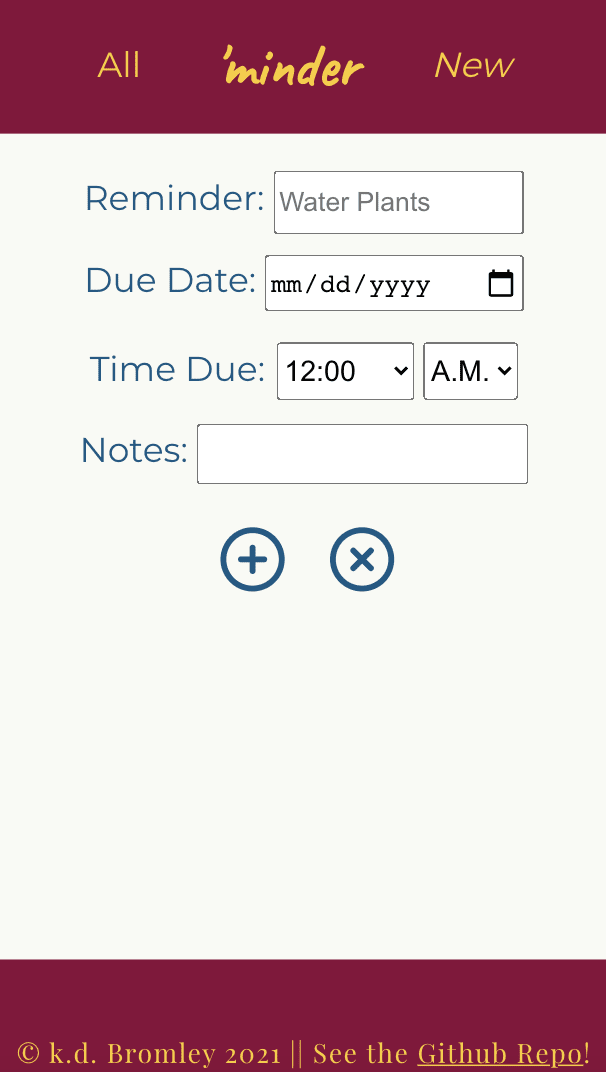 All 'minder New
Reminder: Water Plants
Due Date: mm/dd/yyyy
Time Due: 12:00 A.M.
Notes:
© k.d. Bromley 2021 || See the Github Repo!